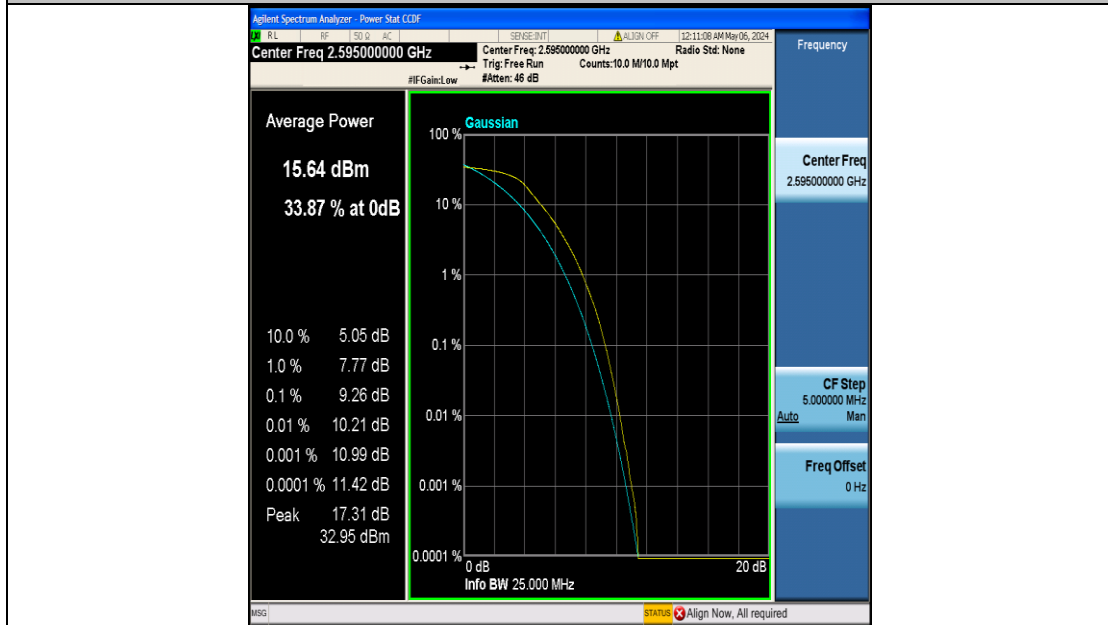 Agilent Spectrum Analyzer - Power Stat CCDF
RL RF 50 Ω AC SENSE:INT ALIGN OFF 12:11:08 AM May 06, 2024
Center Freq 2.595000000 GHz
Center Freq: 2.595000000 GHz Radio Std: None
Trig: Free Run Counts:10.0 M/10.0 Mpt
#IFGain:Low #Atten: 46 dB
Frequency
Average Power
15.64 dBm
33.87 % at 0dB
10.0 % 5.05 dB
1.0 % 7.77 dB
0.1 % 9.26 dB
0.01 % 10.21 dB
0.001 % 10.99 dB
0.0001 % 11.42 dB
Peak 17.31 dB
32.95 dBm
Gaussian
100 %
10 %
1 %
0.1 %
0.01 %
0.001 %
0.0001 %
0 dB 20 dB
Info BW 25.000 MHz
Center Freq
2.595000000 GHz
CF Step
5.000000 MHz
Auto Man
Freq Offset
0 Hz
MSG STATUS Align Now, All required